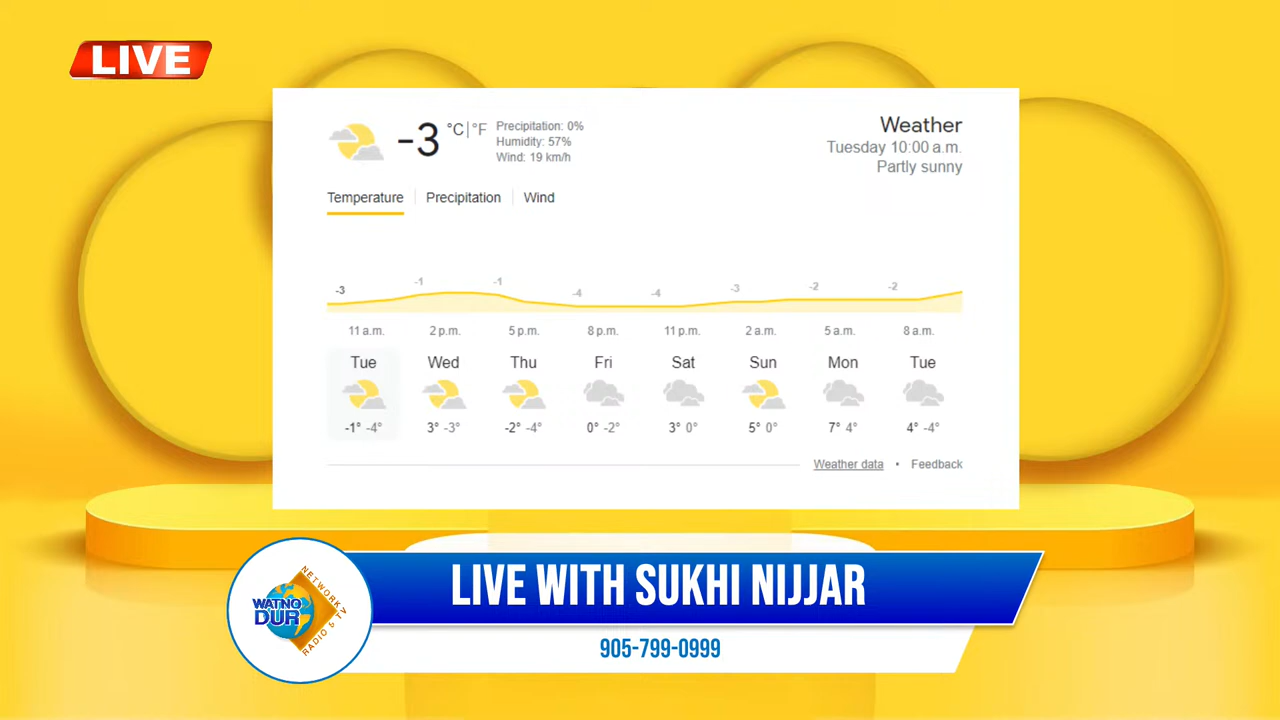 LIVE
-3 °C|°F
Precipitation: 0%
Humidity: 57%
Wind: 19 km/h
Weather
Tuesday 10:00 a.m.
Partly sunny
Temperature | Precipitation | Wind
-3 -1 -1 -4 -4 -3 -2 -2
11 a.m. 2 p.m. 5 p.m. 8 p.m. 11 p.m. 2 a.m. 5 a.m. 8 a.m.
Tue Wed Thu Fri Sat Sun Mon Tue
-1° -4° 3° -3° -2° -4° 0° -2° 3° 0° 5° 0° 7° 4° 4° -4°
Weather data • Feedback
WATNO
DUR
NETWORK
RADIO & TV
LIVE WITH SUKHI NIJJAR
905-799-0999